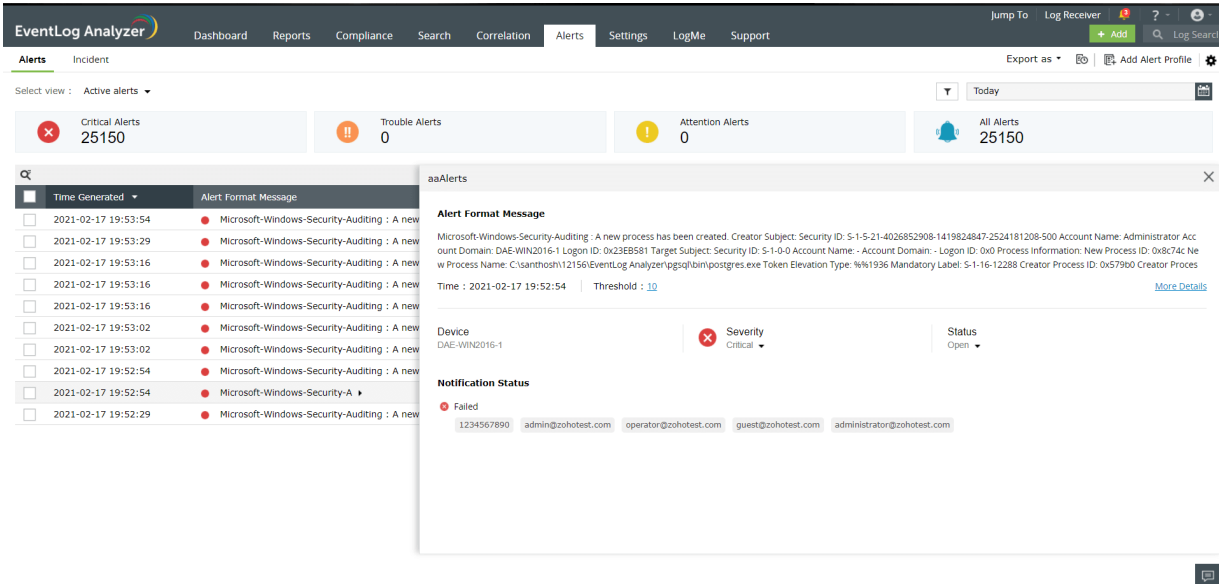 Jump To Log Receiver 3 ?
EventLog Analyzer Dashboard Reports Compliance Search Correlation Alerts Settings LogMe Support + Add Log Search
Alerts Incident Export as Add Alert Profile
Select view : Active alerts Today
Critical Alerts Trouble Alerts Attention Alerts All Alerts
25150 0 0 25150
aaAlerts
Time Generated Alert Format Message
Alert Format Message
Microsoft-Windows-Security-Auditing : A new process has been created. Creator Subject: Security ID: S-1-5-21-4026852908-1419824847-2524181208-500 Account Name: Administrator Acc
ount Domain: DAE-WIN2016-1 Logon ID: 0x23EB581 Target Subject: Security ID: S-1-0-0 Account Name: - Account Domain: - Logon ID: 0x0 Process Information: New Process ID: 0x8c74c Ne
w Process Name: C:\santhosh\12156\EventLog Analyzer\pgsql\bin\postgres.exe Token Elevation Type: %%1936 Mandatory Label: S-1-16-12288 Creator Process ID: 0x579b0 Creator Proces
Time : 2021-02-17 19:52:54 Threshold : 10 More Details
Device Severity Status
DAE-WIN2016-1 Critical Open
Notification Status
Failed
1234567890 admin@zohotest.com operator@zohotest.com guest@zohotest.com administrator@zohotest.com
2021-02-17 19:53:54 Microsoft-Windows-Security-Auditing : A new
2021-02-17 19:53:29 Microsoft-Windows-Security-Auditing : A new
2021-02-17 19:53:16 Microsoft-Windows-Security-Auditing : A new
2021-02-17 19:53:16 Microsoft-Windows-Security-Auditing : A new
2021-02-17 19:53:16 Microsoft-Windows-Security-Auditing : A new
2021-02-17 19:53:02 Microsoft-Windows-Security-Auditing : A new
2021-02-17 19:53:02 Microsoft-Windows-Security-Auditing : A new
2021-02-17 19:52:54 Microsoft-Windows-Security-Auditing : A new
2021-02-17 19:52:54 Microsoft-Windows-Security-A
2021-02-17 19:52:29 Microsoft-Windows-Security-Auditing : A new